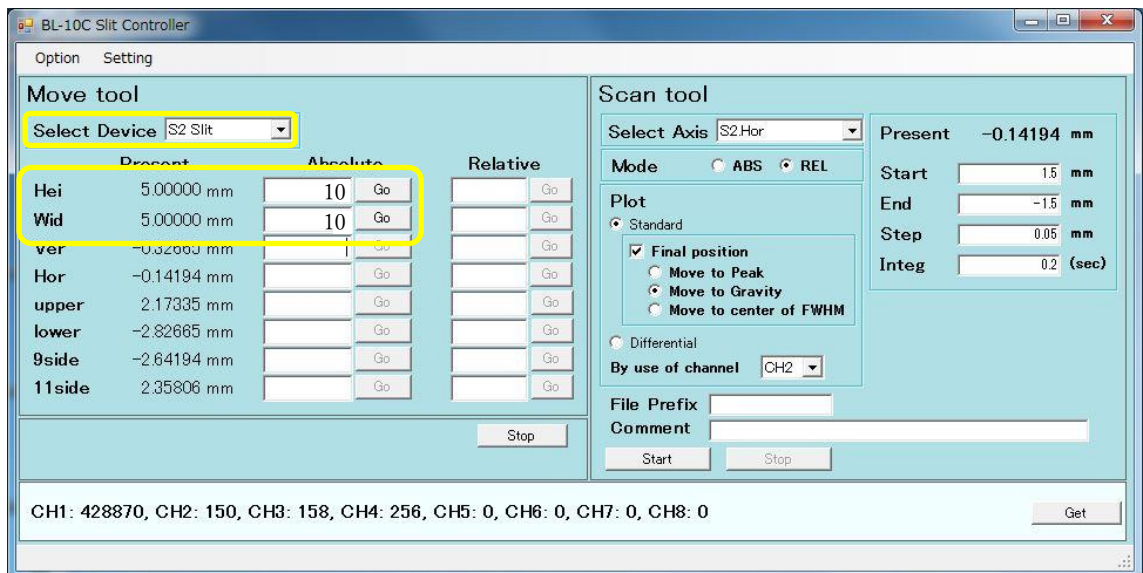 BL-10C Slit Controller
Option Setting
Move tool
Select Device S2 Slit
Present Absolute Relative
Hei 5.00000 mm 10 Go Go
Wid 5.00000 mm 10 Go Go
Ver -0.32665 mm Go Go
Hor -0.14194 mm Go Go
upper 2.17335 mm Go Go
lower -2.82665 mm Go Go
9side -2.64194 mm Go Go
11side 2.35806 mm Go Go
Stop
Scan tool
Select Axis S2.Hor
Mode ABS REL
Plot
Standard
Final position
Move to Peak
Move to Gravity
Move to center of FWHM
Differential
By use of channel CH2
Present -0.14194 mm
Start 1.5 mm
End -1.5 mm
Step 0.05 mm
Integ 0.2 (sec)
File Prefix
Comment
Start Stop
CH1: 428870, CH2: 150, CH3: 158, CH4: 256, CH5: 0, CH6: 0, CH7: 0, CH8: 0
Get